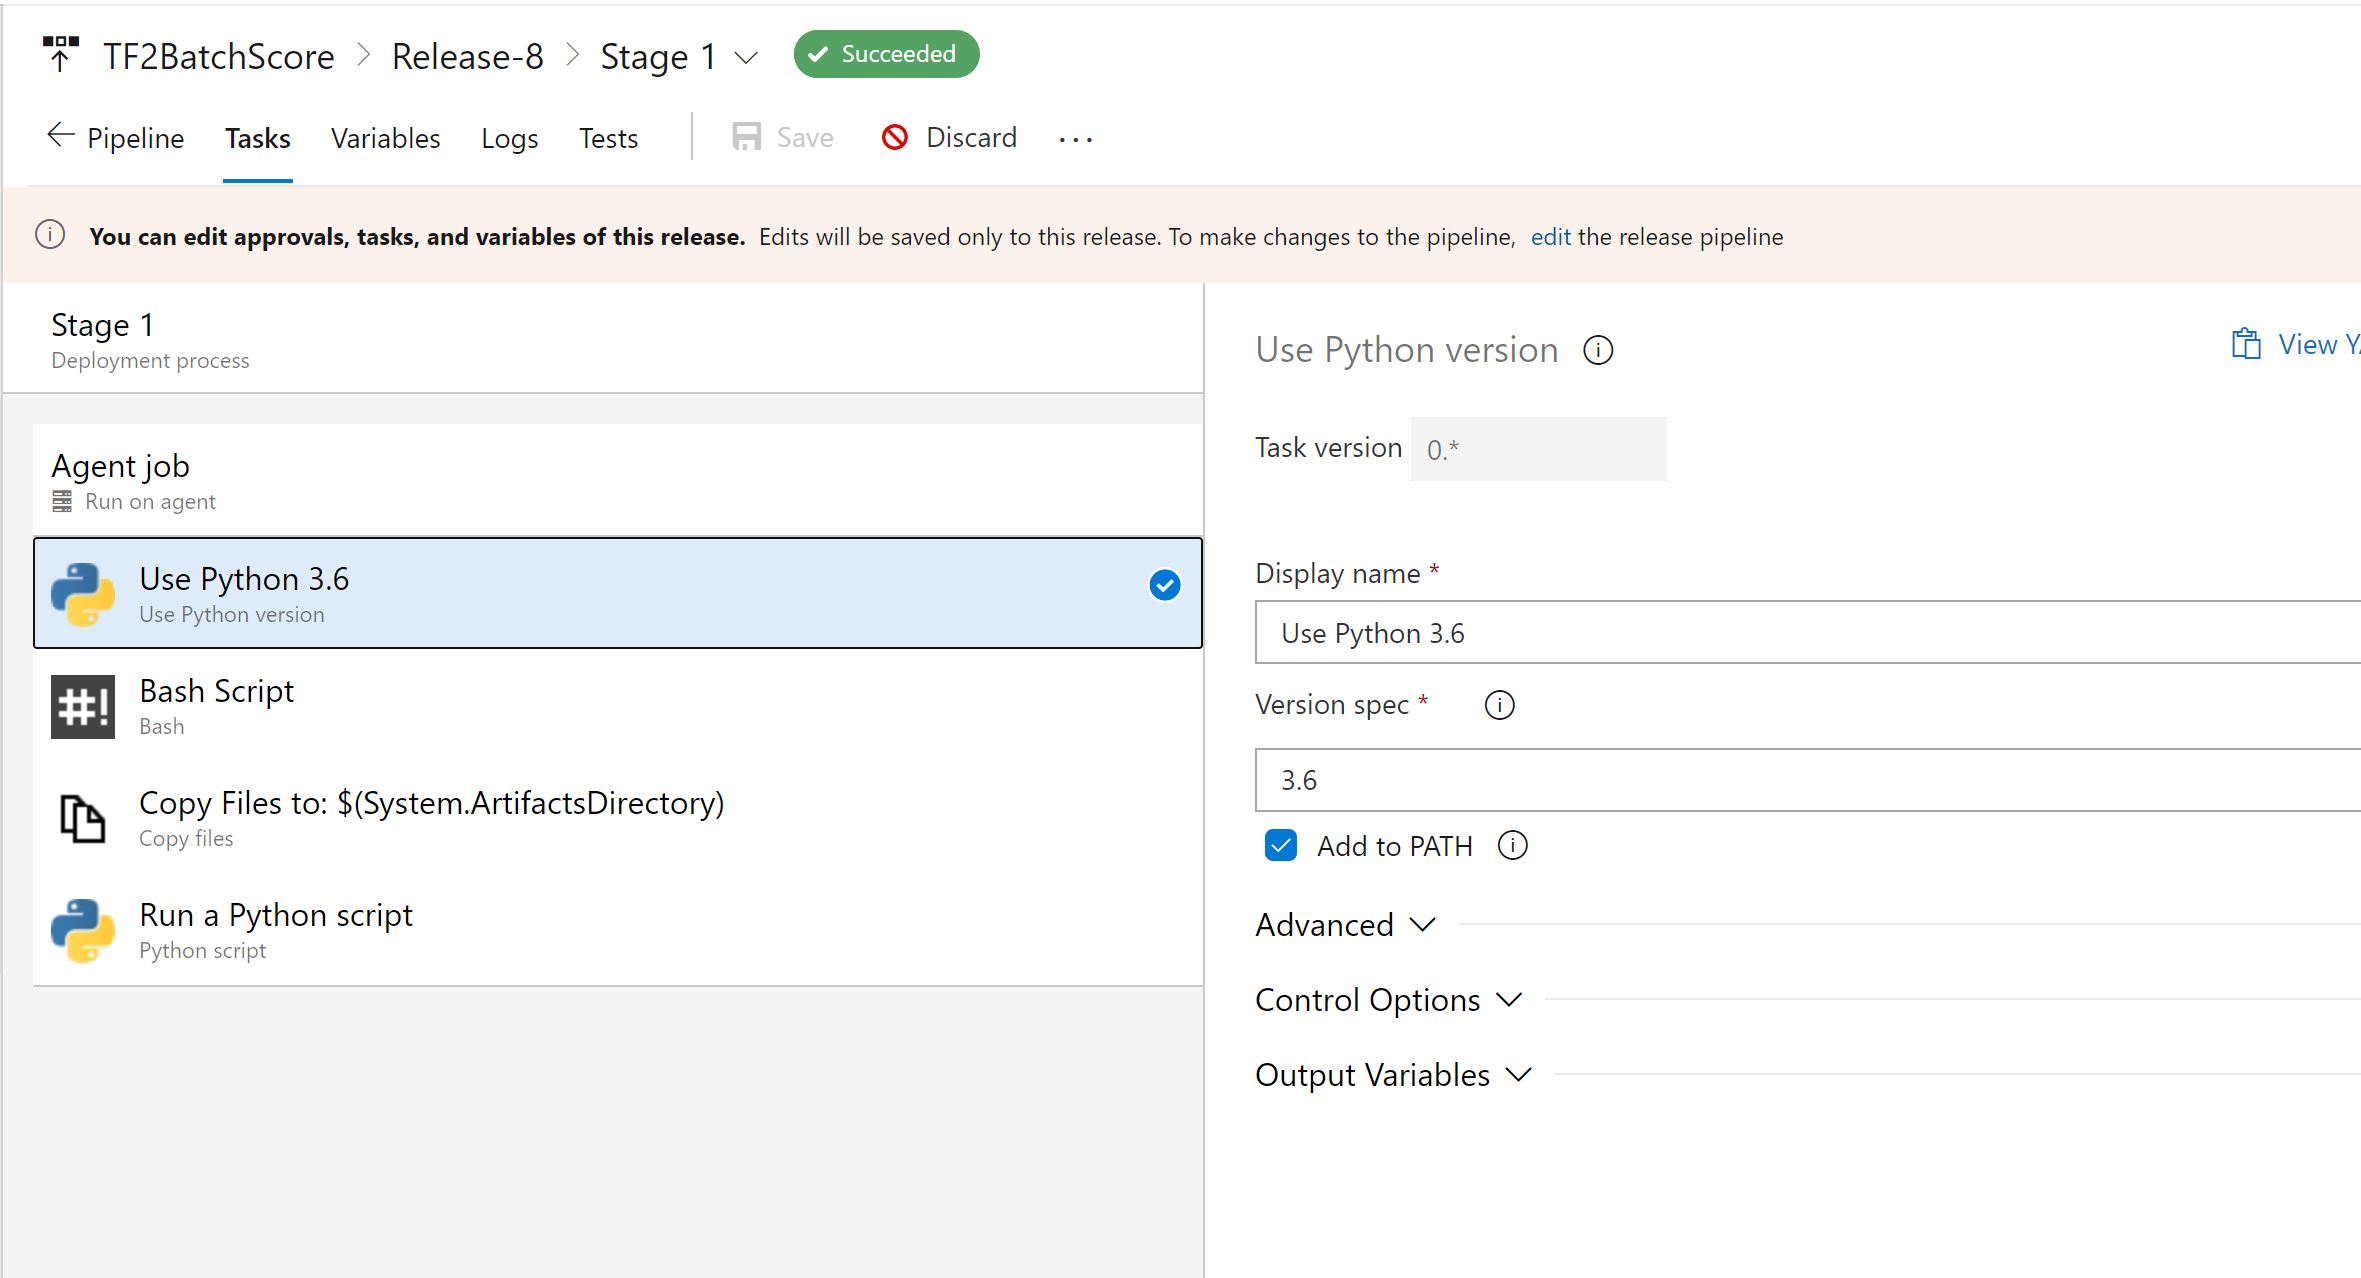 TF2BatchScore > Release-8 > Stage 1 Succeeded
Pipeline Tasks Variables Logs Tests Save Discard ...
You can edit approvals, tasks, and variables of this release. Edits will be saved only to this release. To make changes to the pipeline, edit the release pipeline
Stage 1
Deployment process
Agent job
Run on agent
Use Python 3.6
Use Python version
#! Bash Script
Bash
Copy Files to: $(System.ArtifactsDirectory)
Copy files
Run a Python script
Python script
Use Python version View
Task version 0.*
Display name *
Use Python 3.6
Version spec *
3.6
Add to PATH
Advanced
Control Options
Output Variables